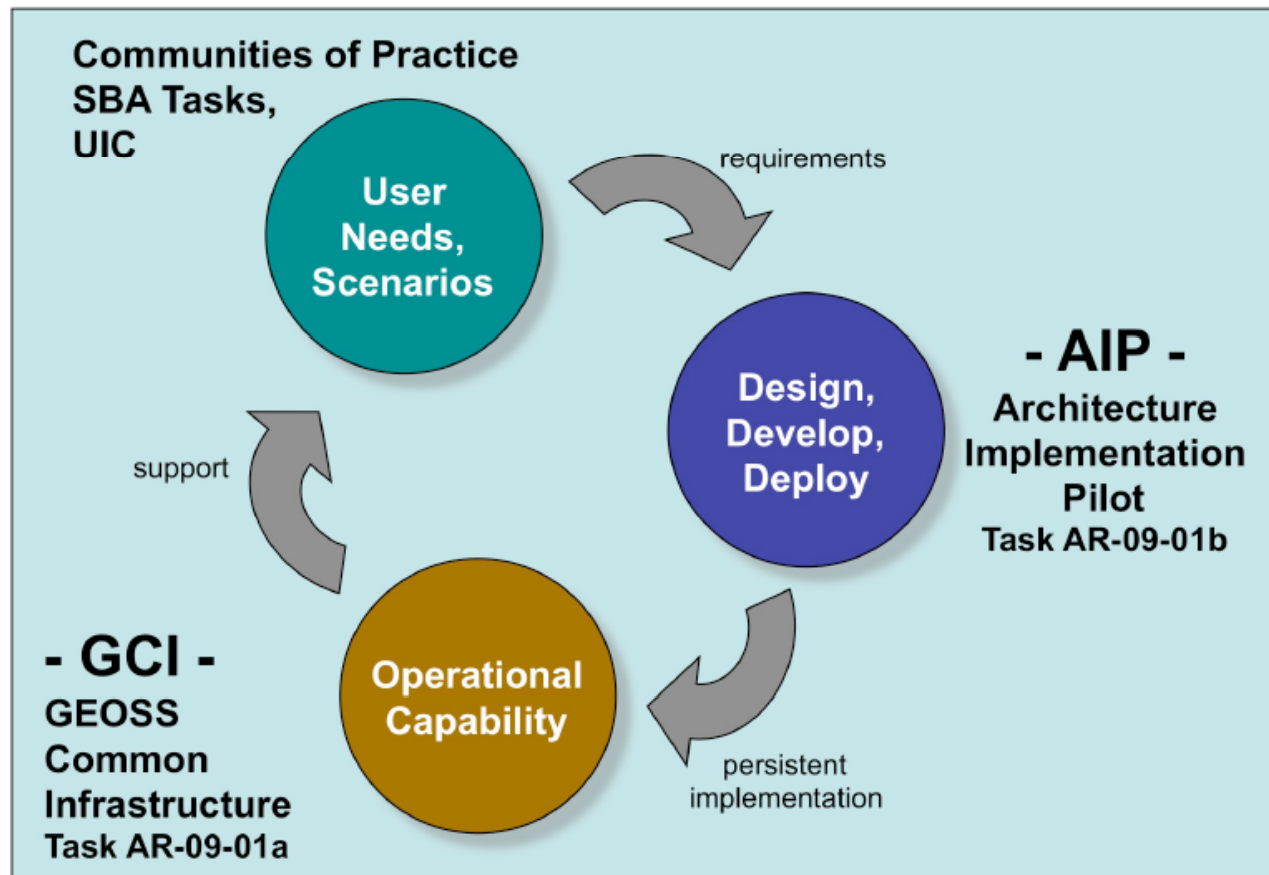 Communities of Practice
SBA Tasks,
UIC
User
Needs,
Scenarios
requirements
Design,
Develop,
Deploy
- AIP -
Architecture
Implementation
Pilot
Task AR-09-01b
support
Operational
Capability
persistent
implementation
- GCI -
GEOSS
Common
Infrastructure
Task AR-09-01a